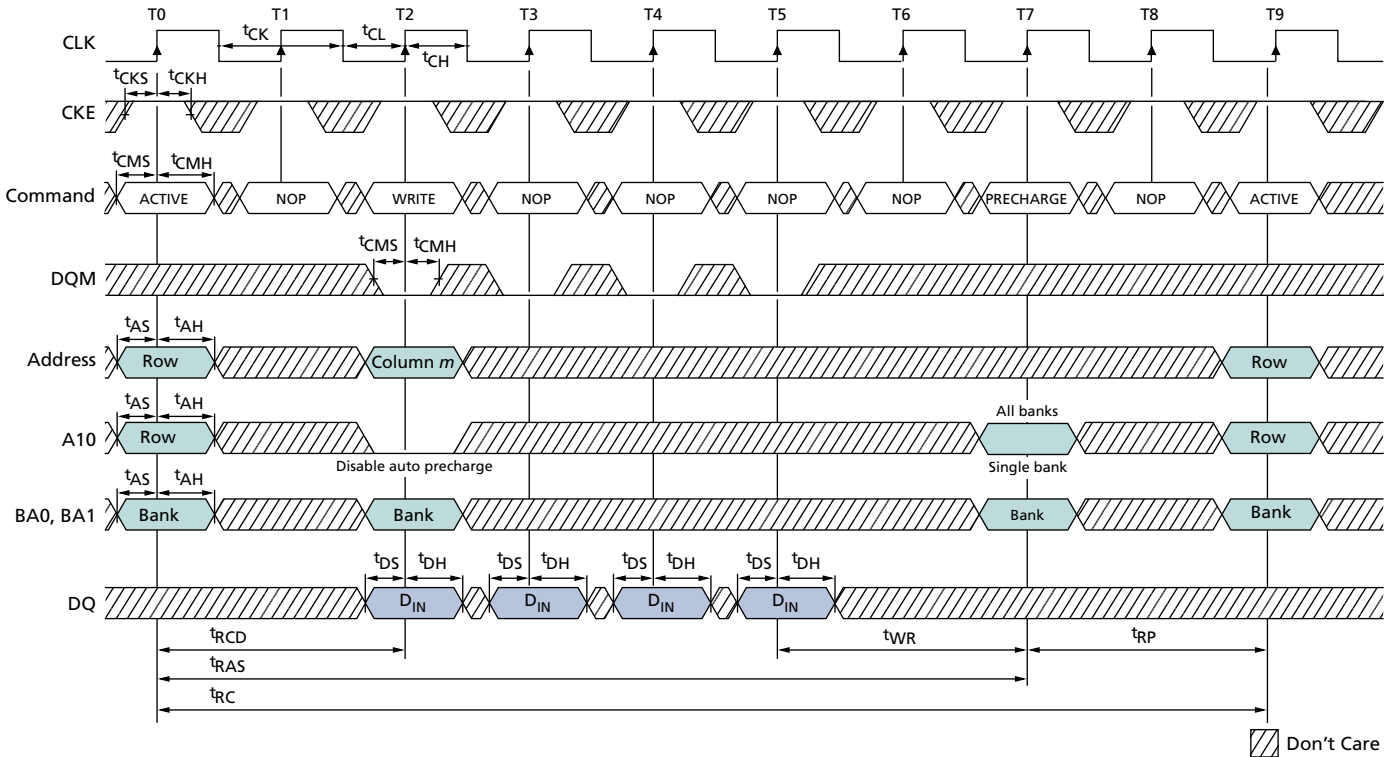 T0 T1 T2 T3 T4 T5 T6 T7 T8 T9
CLK tCK tCL tCH
tCKS tCKH
CKE
tCMS tCMH
Command ACTIVE NOP WRITE NOP NOP NOP NOP PRECHARGE NOP ACTIVE
tCMS tCMH
DQM
tAS tAH
Address Row Column m Row
tAS tAH All banks
A10 Row Row
Disable auto precharge Single bank
tAS tAH
BA0, BA1 Bank Bank Bank Bank
tDS tDH tDS tDH tDS tDH tDS tDH
DQ DIN DIN DIN DIN
tRCD tWR tRP
tRAS
tRC
Don't Care